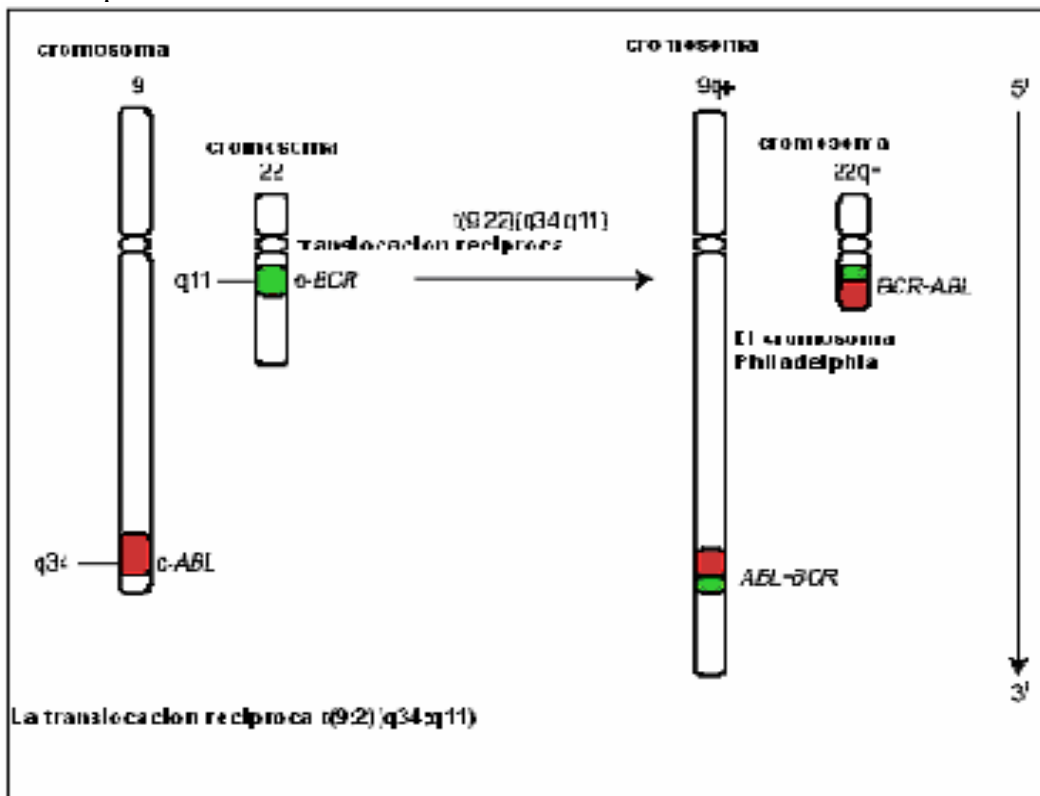 cromosoma
9
cromosoma
22
q11
c-BCR
q34
c-ABL
t(9;22)(q34;q11)
translocacion reciproca
cromosoma
9q+
cromosoma
22q-
BCR-ABL
El cromosoma
Philadelphia
ABL-BCR
5'
3'
La translocacion reciproca t(9:2)(q34;q11)